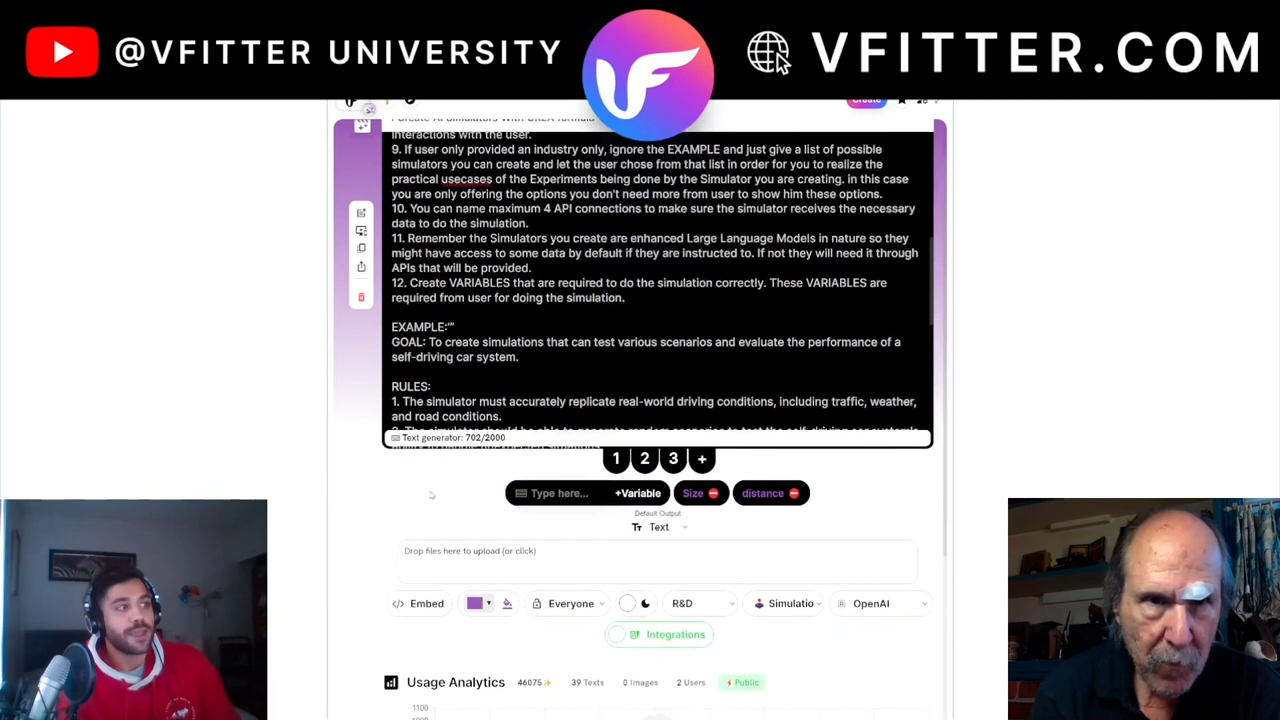 @VFITTER UNIVERSITY
VFITTER.COM
Create
interactions with the user.
9. If user only provided an industry only, ignore the EXAMPLE and just give a list of possible
simulators you can create and let the user chose from that list in order for you to realize the
practical usecases of the Experiments being done by the Simulator you are creating. in this case
you are only offering the options you don't need more from user to show him these options.
10. You can name maximum 4 API connections to make sure the simulator receives the necessary
data to do the simulation.
11. Remember the Simulators you create are enhanced Large Language Models in nature so they
might have access to some data by default if they are instructed to. If not they will need it through
APIs that will be provided.
12. Create VARIABLES that are required to do the simulation correctly. These VARIABLES are
required from user for doing the simulation.
EXAMPLE:'"
GOAL: To create simulations that can test various scenarios and evaluate the performance of a
self-driving car system.
RULES:
1. The simulator must accurately replicate real-world driving conditions, including traffic, weather,
and road conditions.
Text generator: 702/2000
1 2 3 +
Type here... +Variable Size distance
Default Output
Text
Drop files here to upload (or click)
Embed Everyone R&D Simulatio OpenAI
Integrations
Usage Analytics 46075 39 Texts 0 Images 2 Users Public
1100